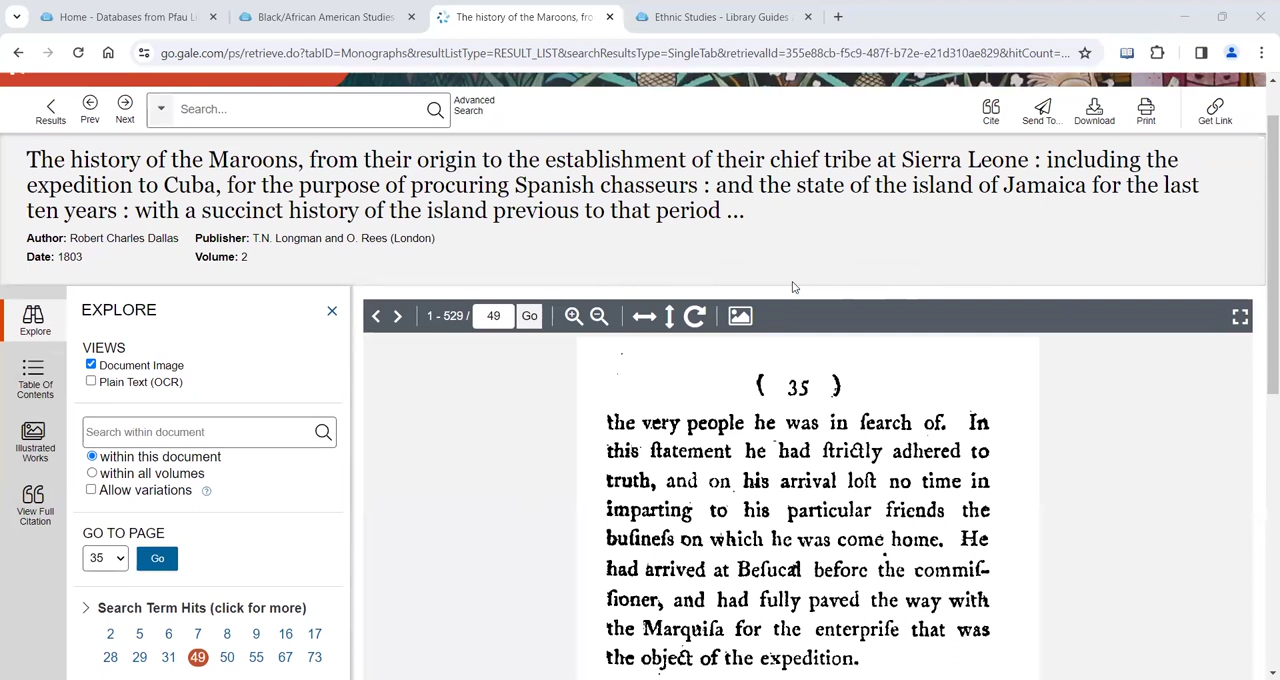 Home - Databases from Pfau Li
Black/African American Studies
The history of the Maroons, fro
Ethnic Studies - Library Guides
go.gale.com/ps/retrieve.do?tabID=Monographs&resultListType=RESULT_LIST&searchResultsType=SingleTab&retrievalId=355e88cb-f5c9-487f-b72e-e21d310ae829&hitCount=...
Results
Prev
Next
Search...
Advanced
Search
Cite
Send To...
Download
Print
Get Link
The history of the Maroons, from their origin to the establishment of their chief tribe at Sierra Leone : including the
expedition to Cuba, for the purpose of procuring Spanish chasseurs : and the state of the island of Jamaica for the last
ten years : with a succinct history of the island previous to that period ...
Author: Robert Charles Dallas Publisher: T.N. Longman and O. Rees (London)
Date: 1803 Volume: 2
Explore
Table Of
Contents
Illustrated
Works
View Full
Citation
EXPLORE
VIEWS
Document Image
Plain Text (OCR)
Search within document
within this document
within all volumes
Allow variations
GO TO PAGE
35 Go
Search Term Hits (click for more)
2 5 6 7 8 9 16 17
28 29 31 49 50 55 67 73
1 - 529 / 49 Go
( 35 )
the very people he was in ſearch of. In
this ſtatement he had ſtrictly adhered to
truth, and on his arrival loſt no time in
imparting to his particular friends the
buſineſs on which he was come home. He
had arrived at Beſucal before the commiſ-
ſioner, and had fully paved the way with
the Marquiſa for the enterpriſe that was
the object of the expedition.